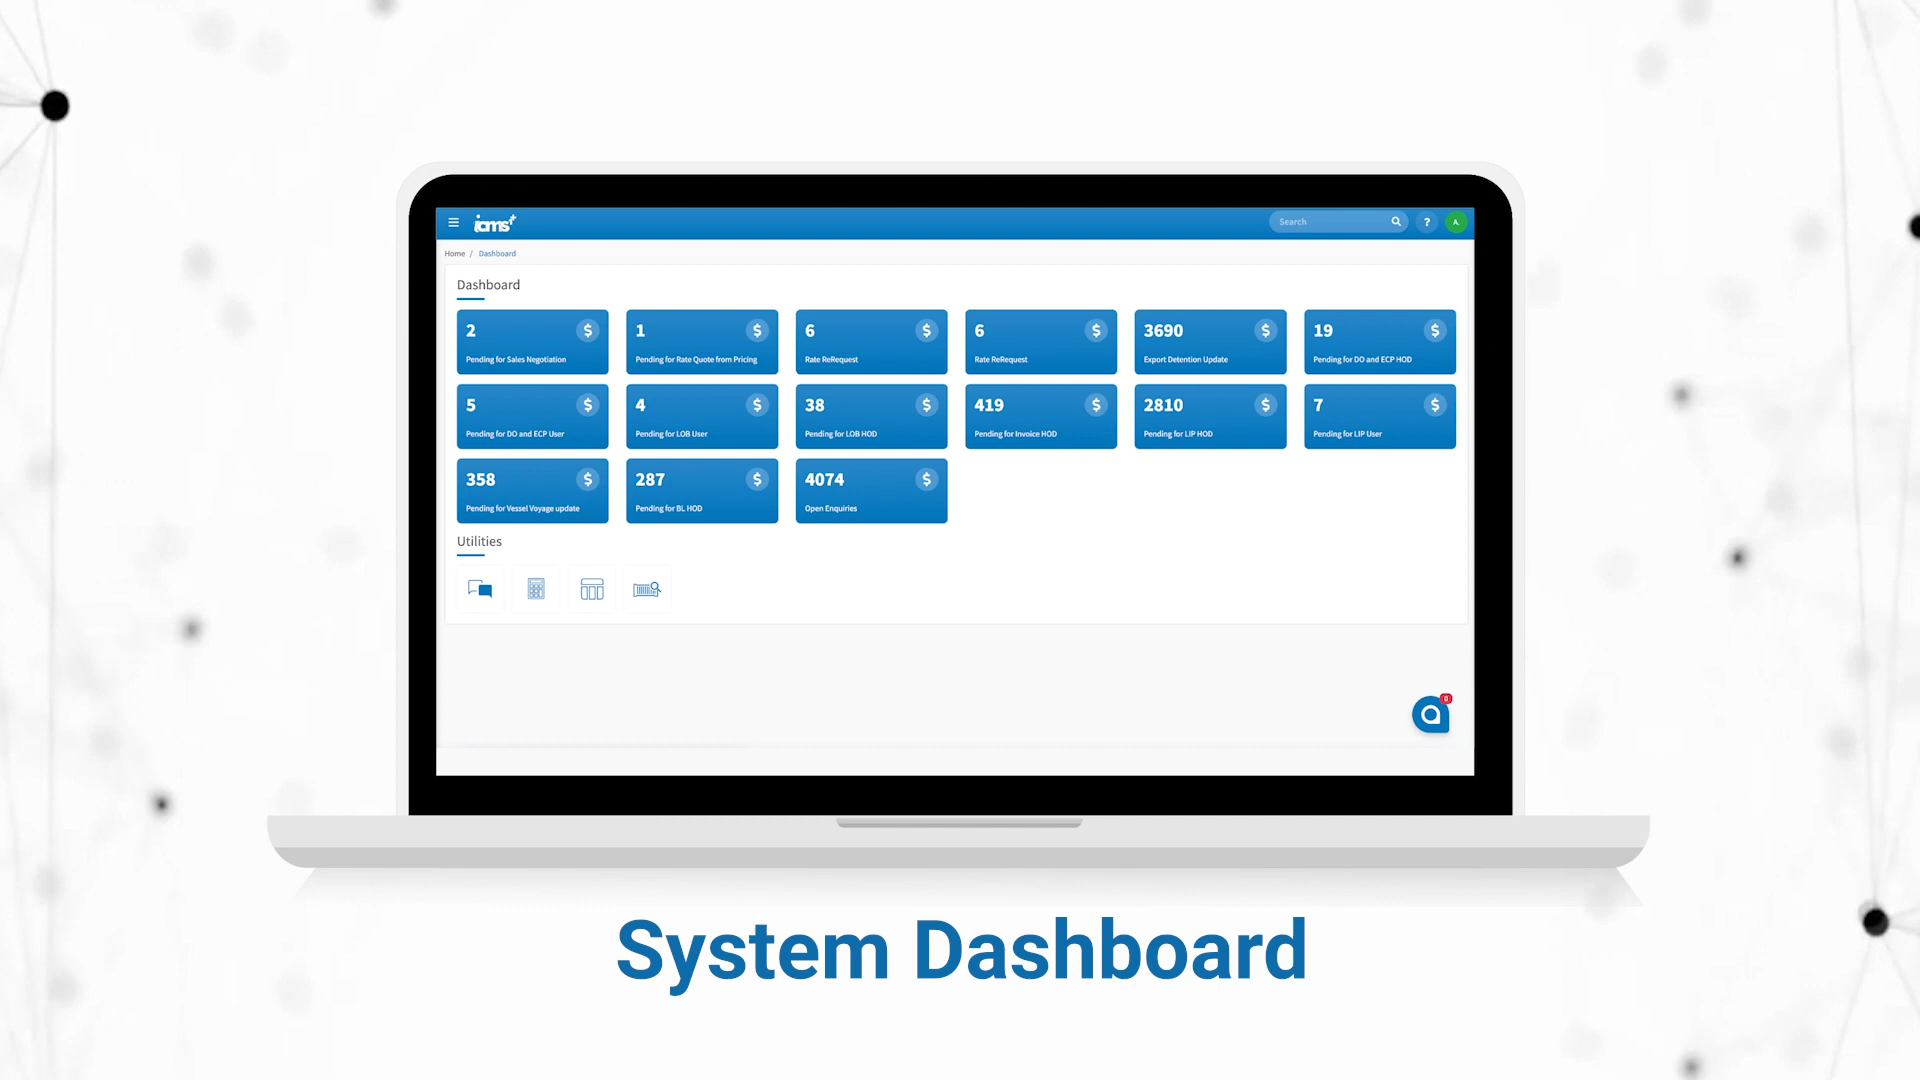 icms+
Search
?
A.
Home / Dashboard
Dashboard
2
$
Pending for Sales Negotiation
1
$
Pending for Rate Quote from Pricing
6
$
Rate ReRequest
6
$
Rate ReRequest
3690
$
Export Detention Update
19
$
Pending for DO and ECP HOD
5
$
Pending for DO and ECP User
4
$
Pending for LOB User
38
$
Pending for LOB HOD
419
$
Pending for Invoice HOD
2810
$
Pending for LIP HOD
7
$
Pending for LIP User
358
$
Pending for Vessel Voyage update
287
$
Pending for BL HOD
4074
$
Open Enquiries
Utilities
0
System Dashboard